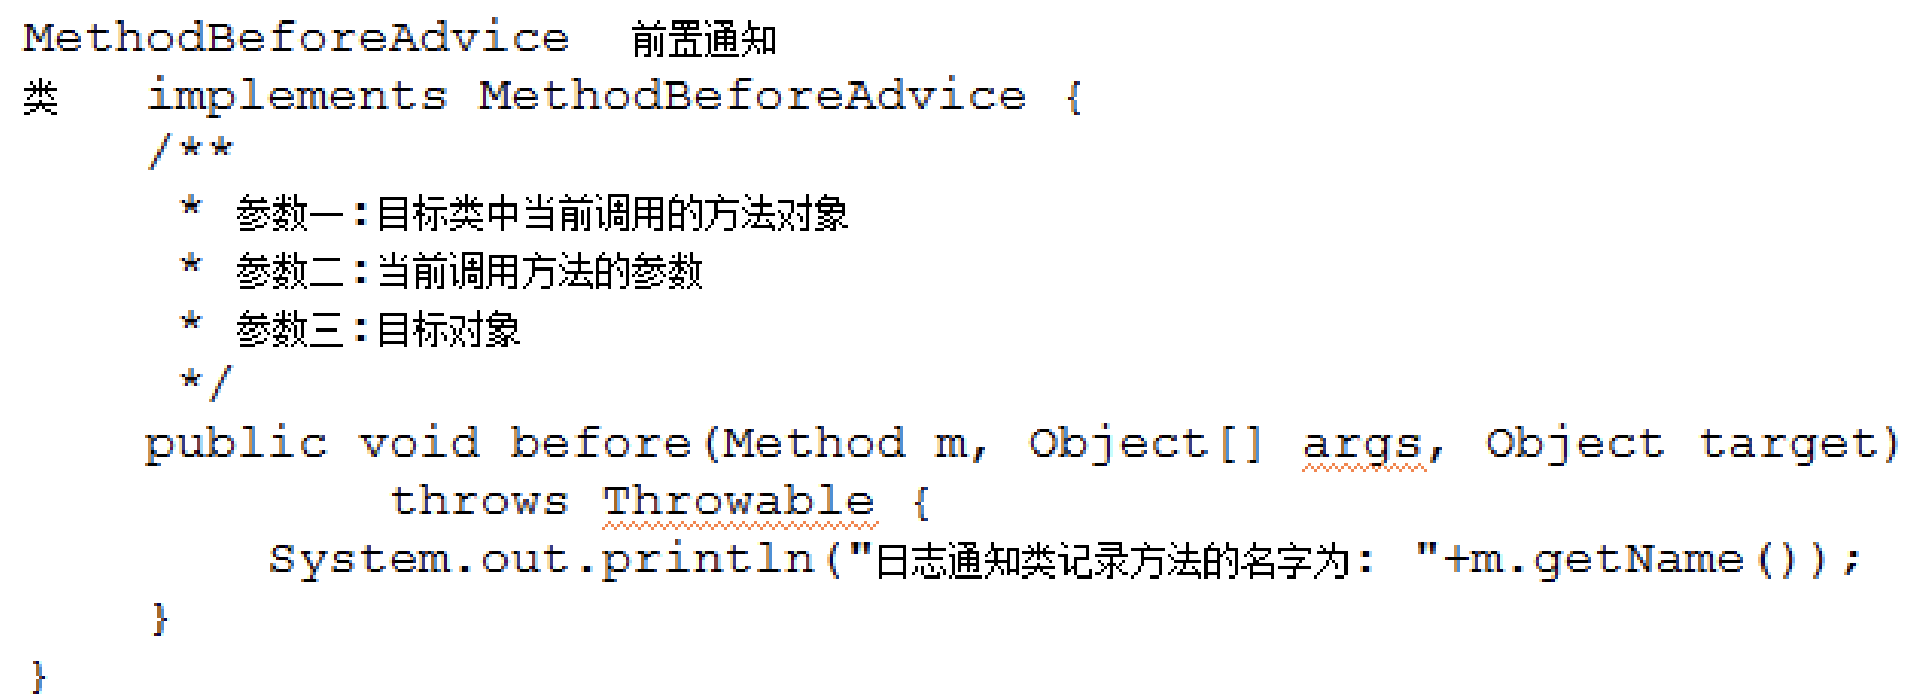 MethodBeforeAdvice 前置通知
类 implements MethodBeforeAdvice {
/**
* 参数一:目标类中当前调用的方法对象
* 参数二:当前调用方法的参数
* 参数三:目标对象
*/
public void before(Method m, Object[] args, Object target)
throws Throwable {
System.out.println("日志通知类记录方法的名字为: "+m.getName());
}
}